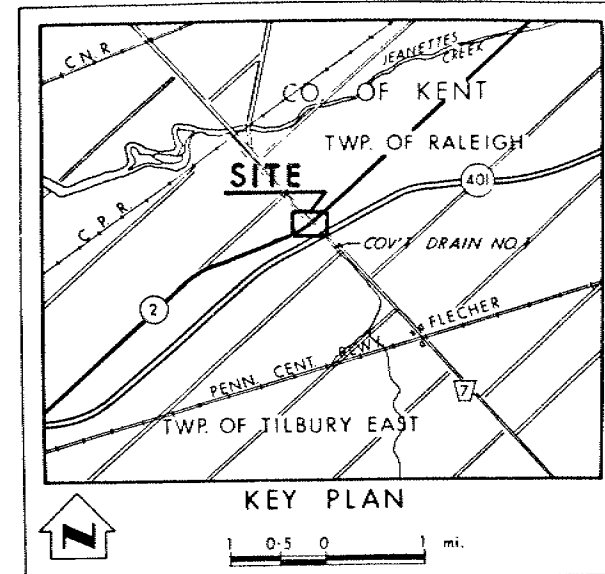 C.N.R
JEANETTES
CREEK
CO. OF KENT
TWP. OF RALEIGH
SITE
401
C.P.R.
GOV'T DRAIN NO. 1
2
FLECHER
PENN. CENT. RLWY.
7
TWP. OF TILBURY EAST
KEY PLAN
N
1 0·5 0 1 mi.